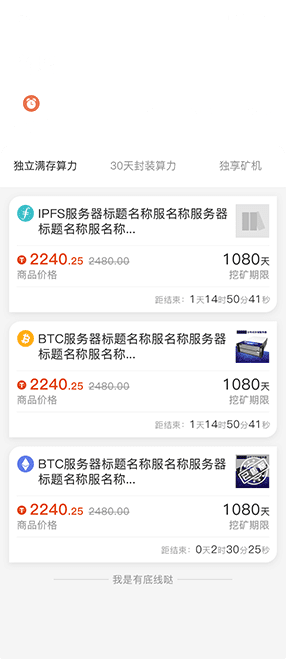 独立满存算力 30天封装算力 独享矿机
IPFS服务器标题名称服名称服务器
标题名称服名称...
2240.25 2480.00 1080天
商品价格 挖矿期限
距结束：1天14时50分41秒
BTC服务器标题名称服名称服务器
标题名称服名称...
2240.25 2480.00 1080天
商品价格 挖矿期限
距结束：1天14时50分41秒
BTC服务器标题名称服名称服务器
标题名称服名称...
2240.25 2480.00 1080天
商品价格 挖矿期限
距结束：0天2时30分25秒
我是有底线哒